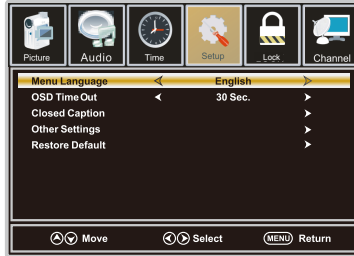 Picture Audio Time Setup Lock Channel
Menu Language English
OSD Time Out 30 Sec.
Closed Caption
Other Settings
Restore Default
Move Select MENU Return